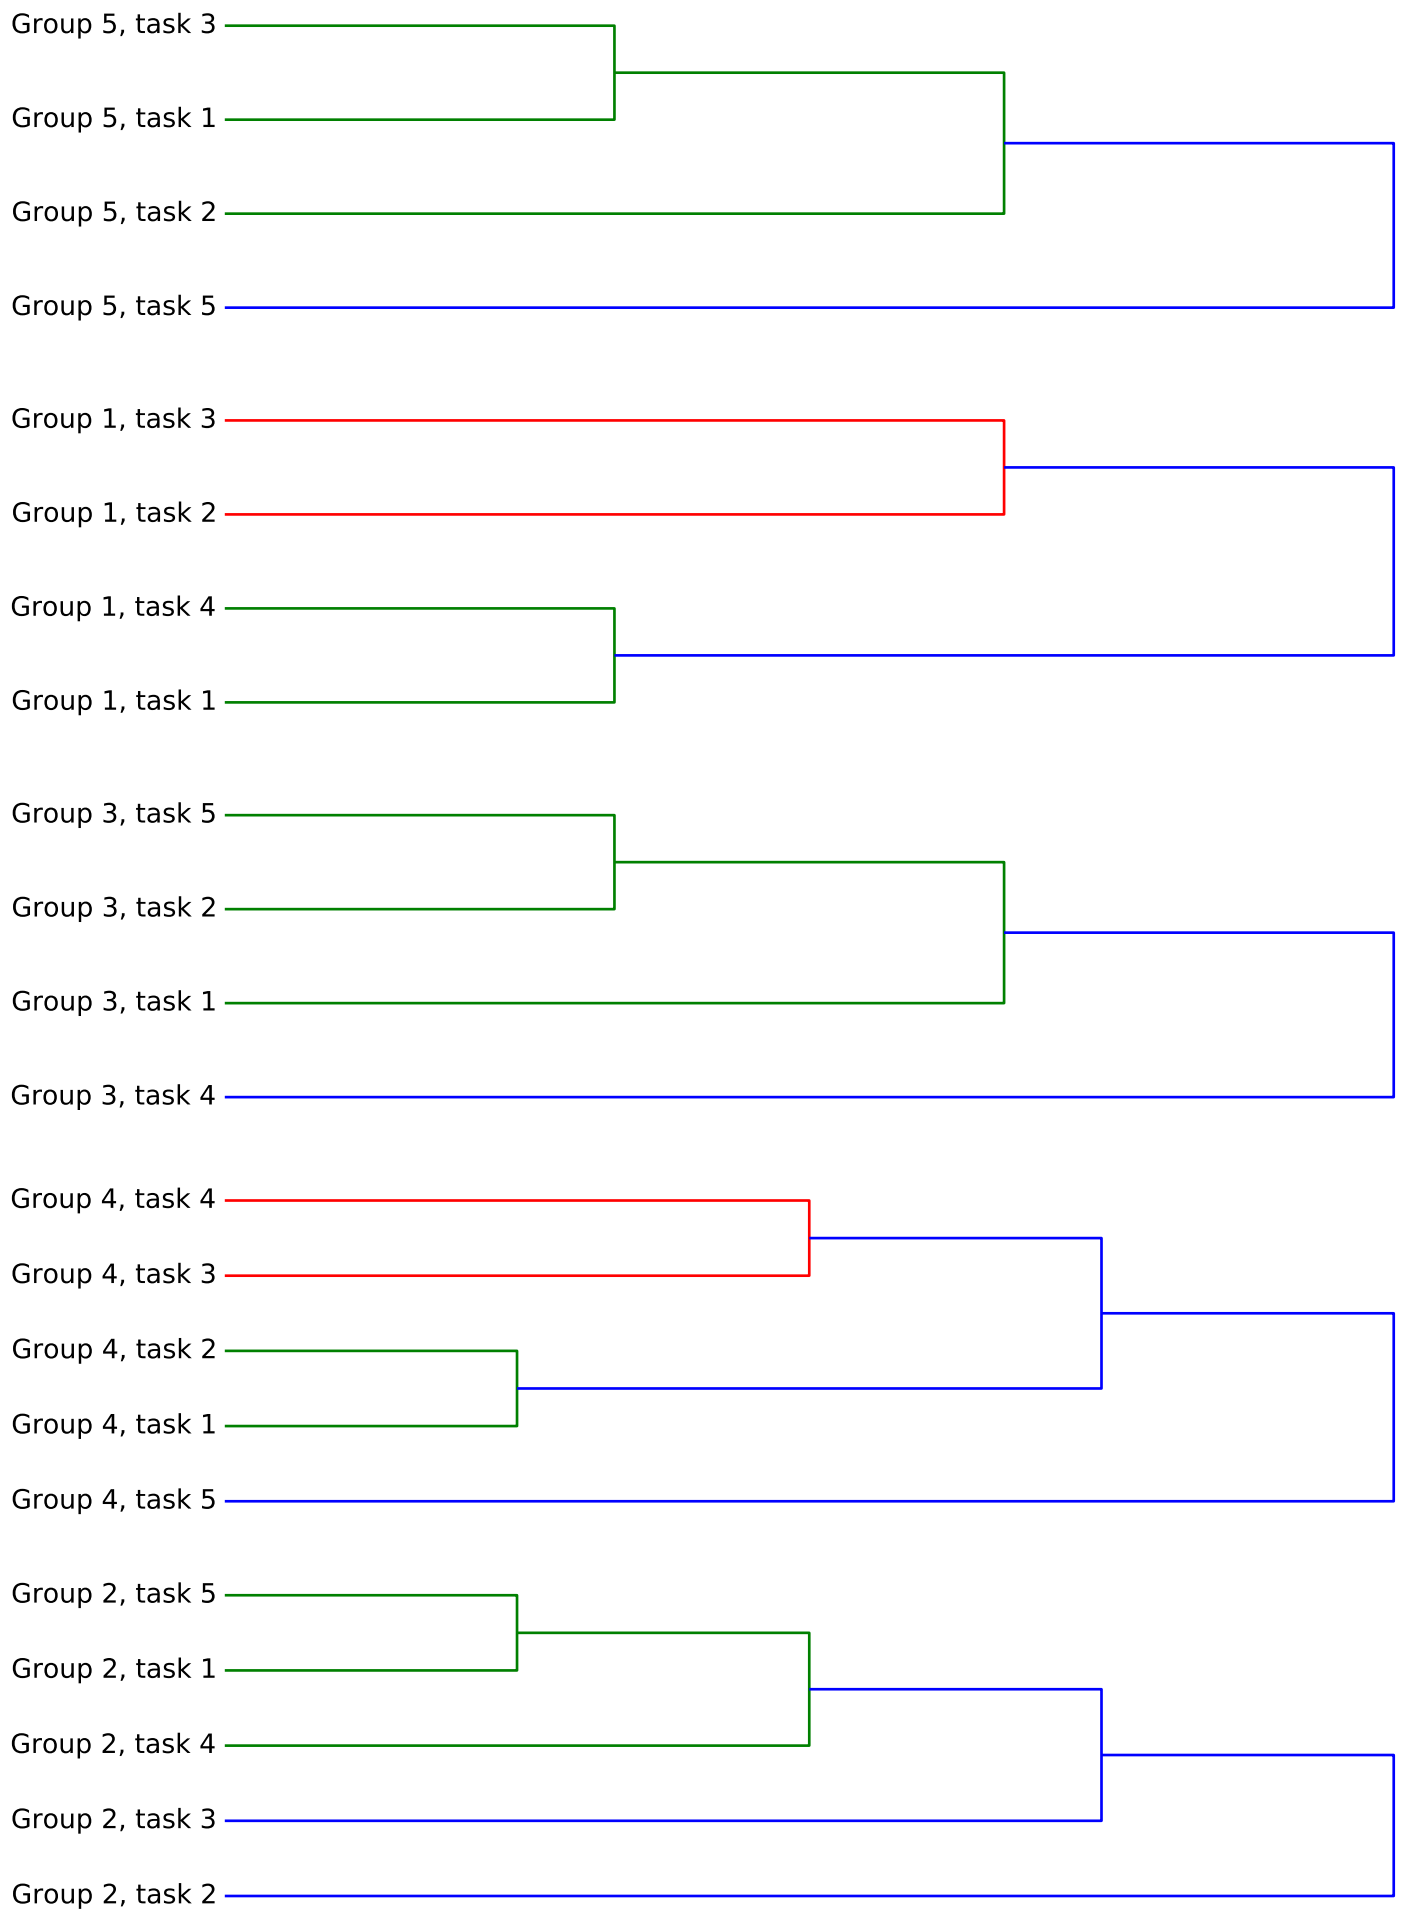 Group 5, task 3
Group 5, task 1
Group 5, task 2
Group 5, task 5
Group 1, task 3
Group 1, task 2
Group 1, task 4
Group 1, task 1
Group 3, task 5
Group 3, task 2
Group 3, task 1
Group 3, task 4
Group 4, task 4
Group 4, task 3
Group 4, task 2
Group 4, task 1
Group 4, task 5
Group 2, task 5
Group 2, task 1
Group 2, task 4
Group 2, task 3
Group 2, task 2